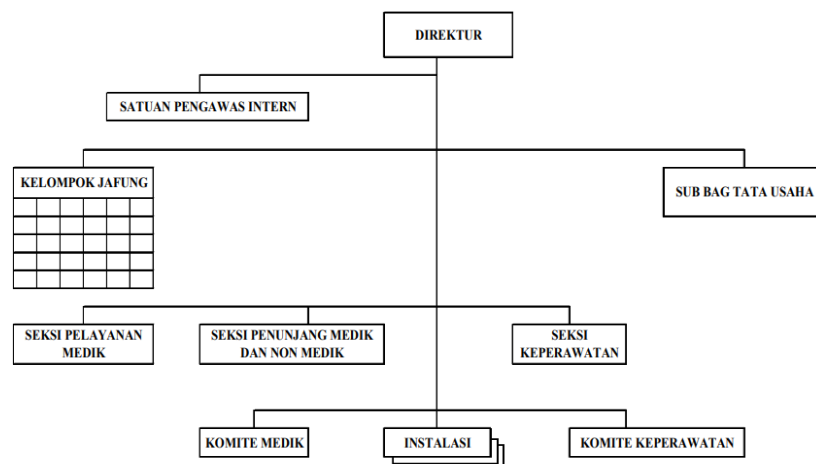 DIREKTUR
SATUAN PENGAWAS INTERN
KELOMPOK JAFUNG
SUB BAG TATA USAHA
SEKSI PELAYANAN
MEDIK
SEKSI PENUNJANG MEDIK
DAN NON MEDIK
SEKSI
KEPERAWATAN
KOMITE MEDIK
INSTALASI
KOMITE KEPERAWATAN